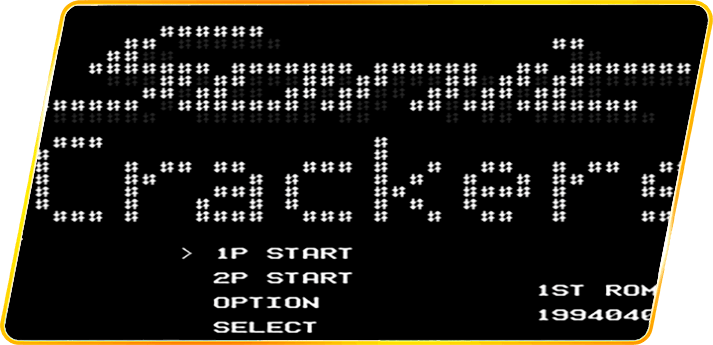 Crackers
> 1P START
2P START
OPTION
SELECT
1ST ROM
1994040